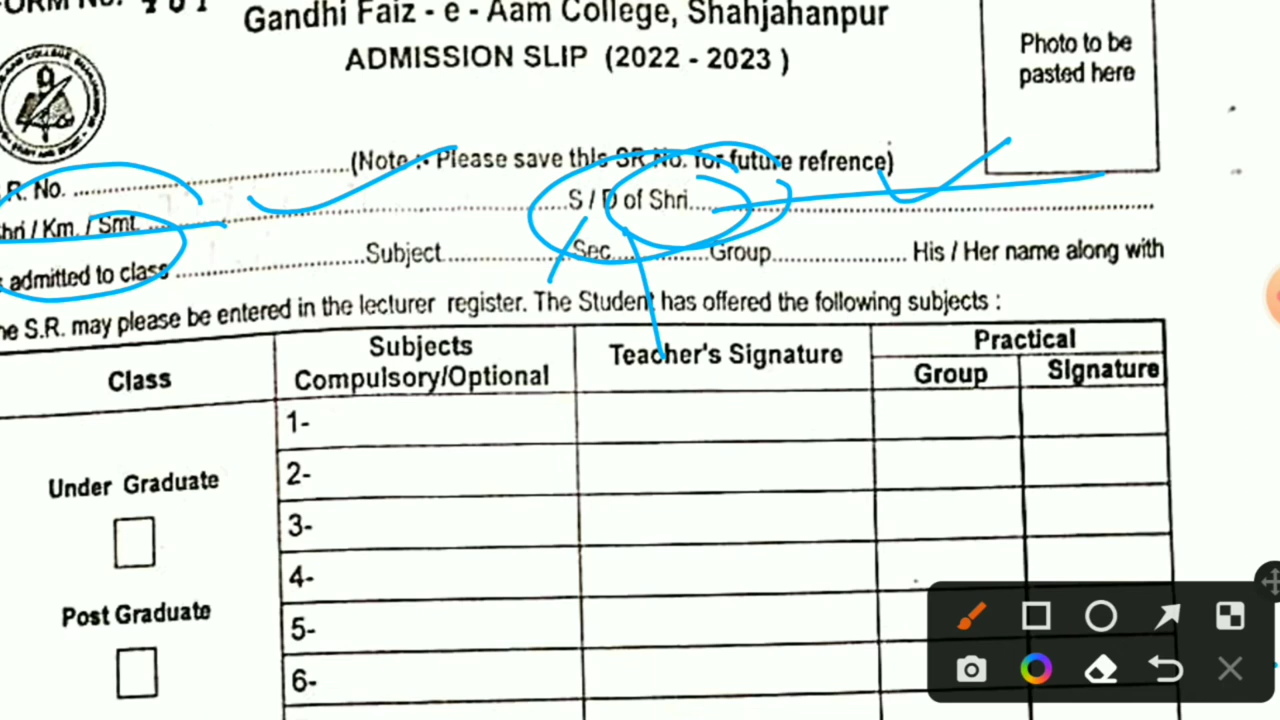 FORM No.
Gandhi Faiz - e - Aam College, Shahjahanpur
ADMISSION SLIP (2022 - 2023 )
Photo to be
pasted here
R. No. ....................(Note :- Please save this SR No. for future refrence)
hri / Km. / Smt. ....................S / D of Shri....................
admitted to class....................Subject....................Sec....................Group.................... His / Her name along with
he S.R. may please be entered in the lecturer register. The Student has offered the following subjects :
Class
Subjects
Compulsory/Optional
Teacher's Signature
Practical
Group
Signature
1-
2-
Under Graduate
3-
4-
Post Graduate
5-
6-